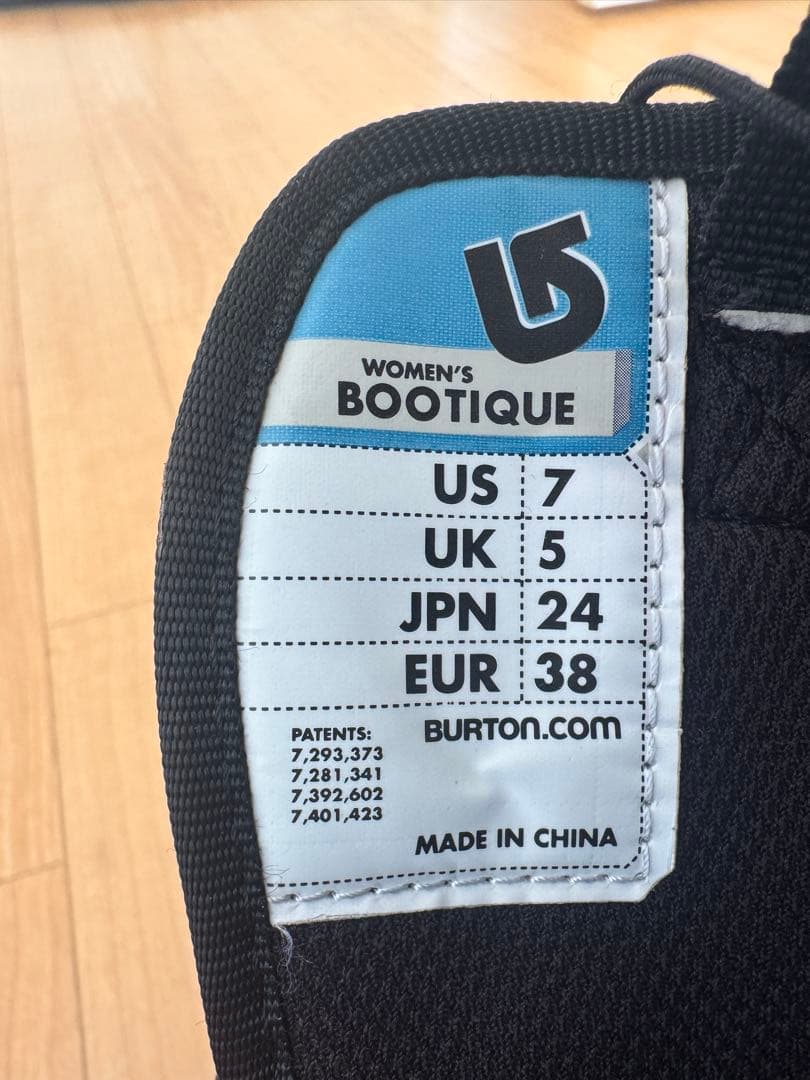 WOMEN'S
BOOTIQUE
US 7
UK 5
JPN 24
EUR 38
PATENTS:
7,293,373
7,281,341
7,392,602
7,401,423
BURTON.COM
MADE IN CHINA